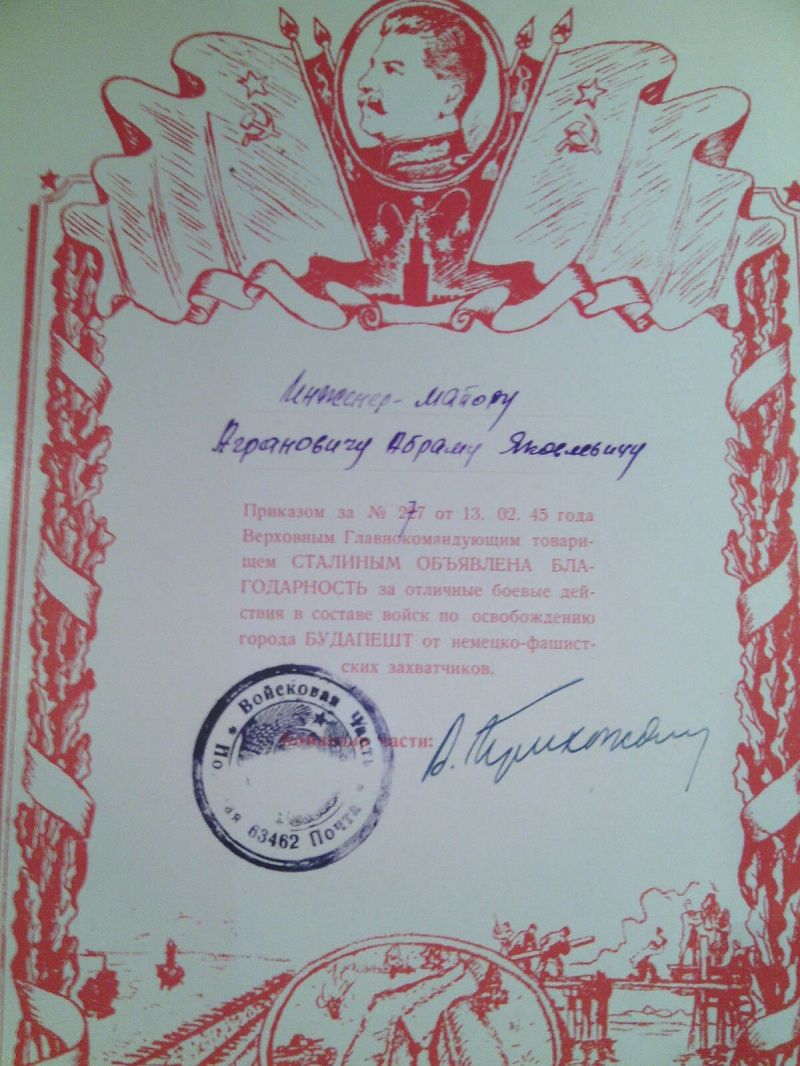 Инженер-майору
Аграновичу Абраму Яковлевичу
Приказом за № 277 от 13. 02. 45 года
Верховным Главнокомандующим товари-
щем СТАЛИНЫМ ОБЪЯВЛЕНА БЛА-
ГОДАРНОСТЬ за отличные боевые дей-
ствия в составе войск по освобождению
города БУДАПЕШТ от немецко-фашист-
ских захватчиков.
Войсковая Часть
части:
63462 Почта